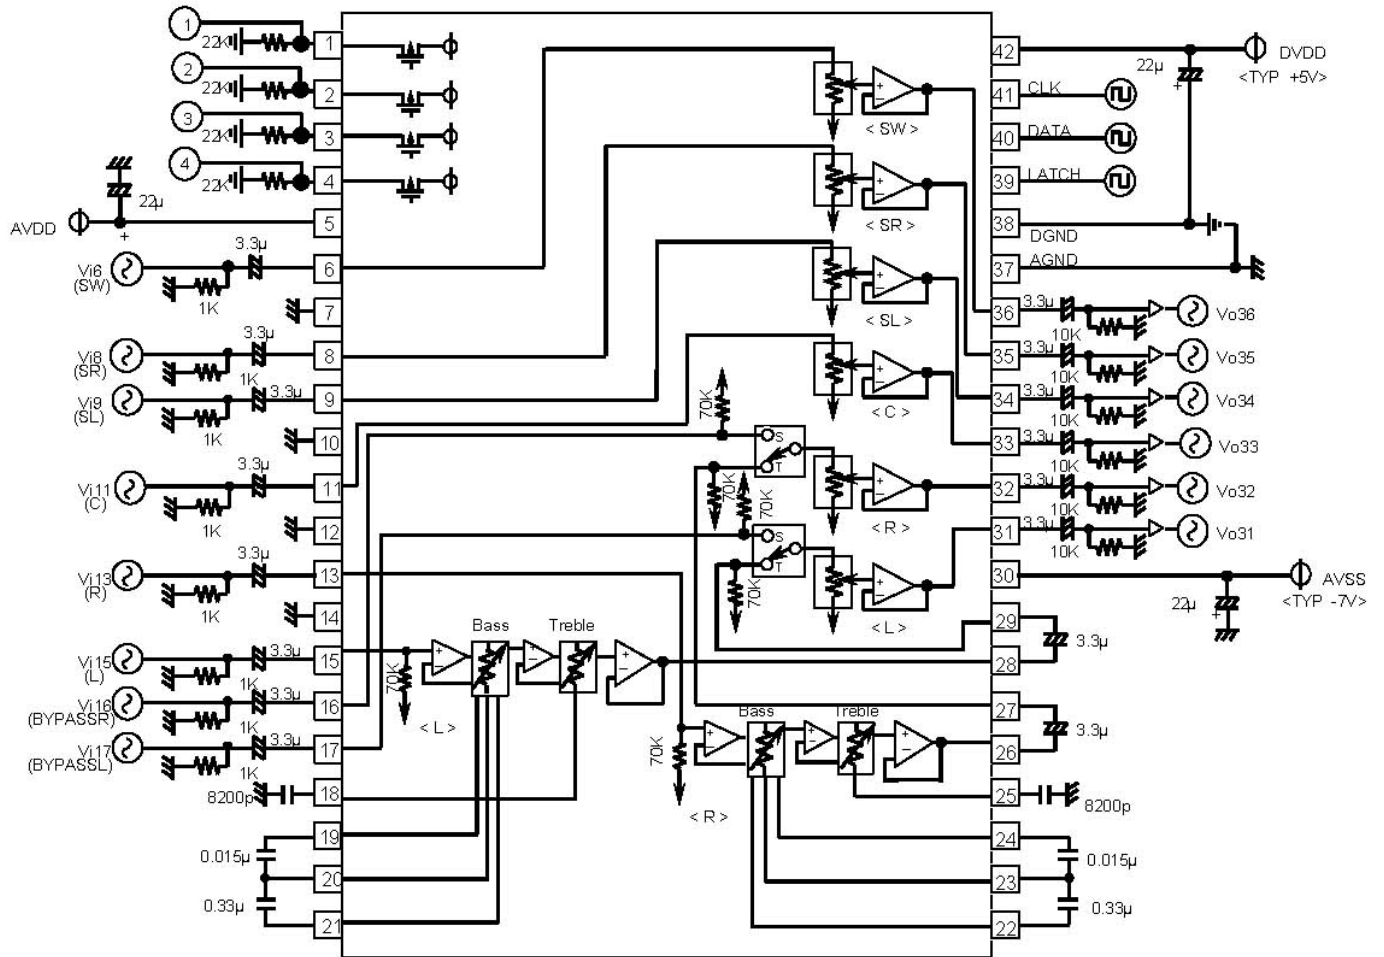 1
22K
1
2
22K
2
3
22K
3
4
22K
4
AVDD
22µ
+
5
Vi6
(SW)
3.3µ
1K
6
7
Vi8
(SR)
3.3µ
1K
8
Vi9
(SL)
3.3µ
1K
9
10
Vi11
(C)
3.3µ
1K
11
12
Vi13
(R)
3.3µ
1K
13
14
Vi15
(L)
3.3µ
1K
15
Vi16
(BYPASSR)
3.3µ
1K
16
Vi17
(BYPASSL)
3.3µ
1K
17
8200p
18
19
0.015µ
20
0.33µ
21
+
−
< SW >
+
−
< SR >
+
−
< SL >
+
−
< C >
70K
S
T
70K
+
−
< R >
70K
S
T
70K
+
−
< L >
70K
< L >
+
−
Bass
+
−
Treble
+
−
70K
< R >
+
−
Bass
+
−
Treble
+
−
42
22µ
+
DVDD
<TYP +5V>
41
CLK
40
DATA
39
LATCH
38
DGND
37
AGND
36
3.3µ
10K
Vo36
35
3.3µ
10K
Vo35
34
3.3µ
10K
Vo34
33
3.3µ
10K
Vo33
32
3.3µ
10K
Vo32
31
3.3µ
10K
Vo31
30
22µ
+
AVSS
<TYP -7V>
29
3.3µ
28
27
3.3µ
26
25
8200p
24
0.015µ
23
0.33µ
22